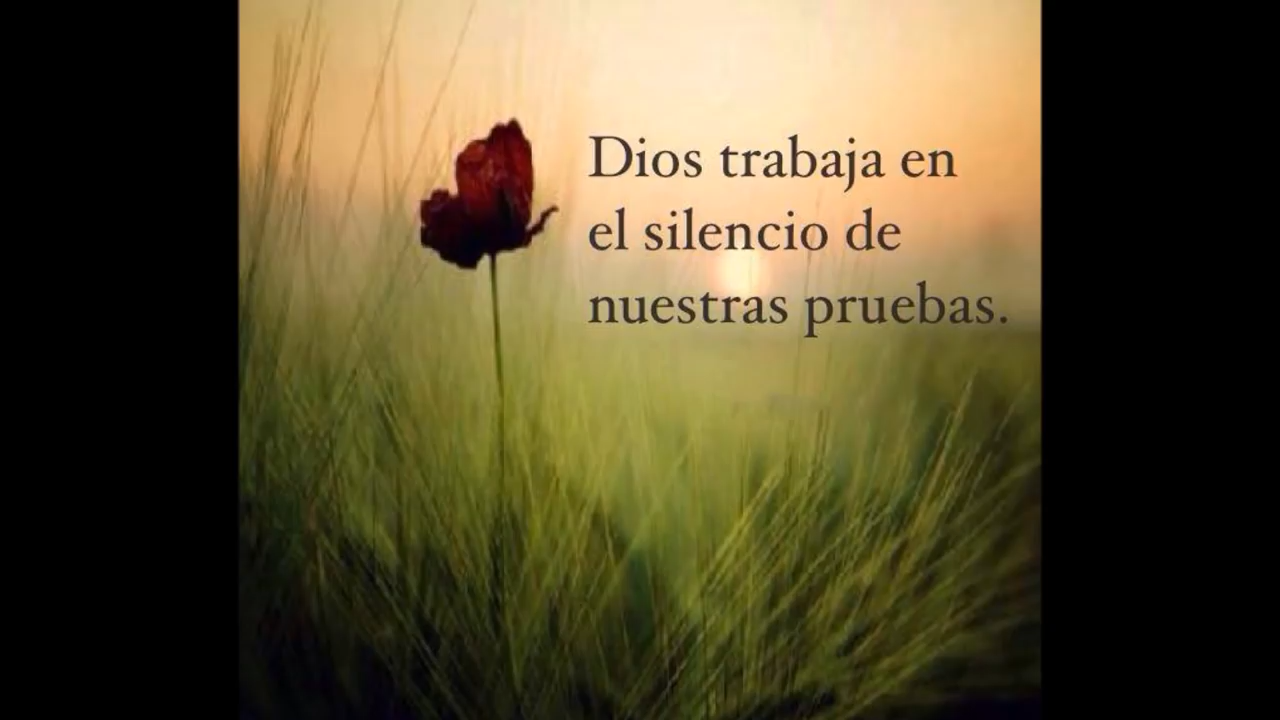 Dios trabaja en
el silencio de
nuestras pruebas.